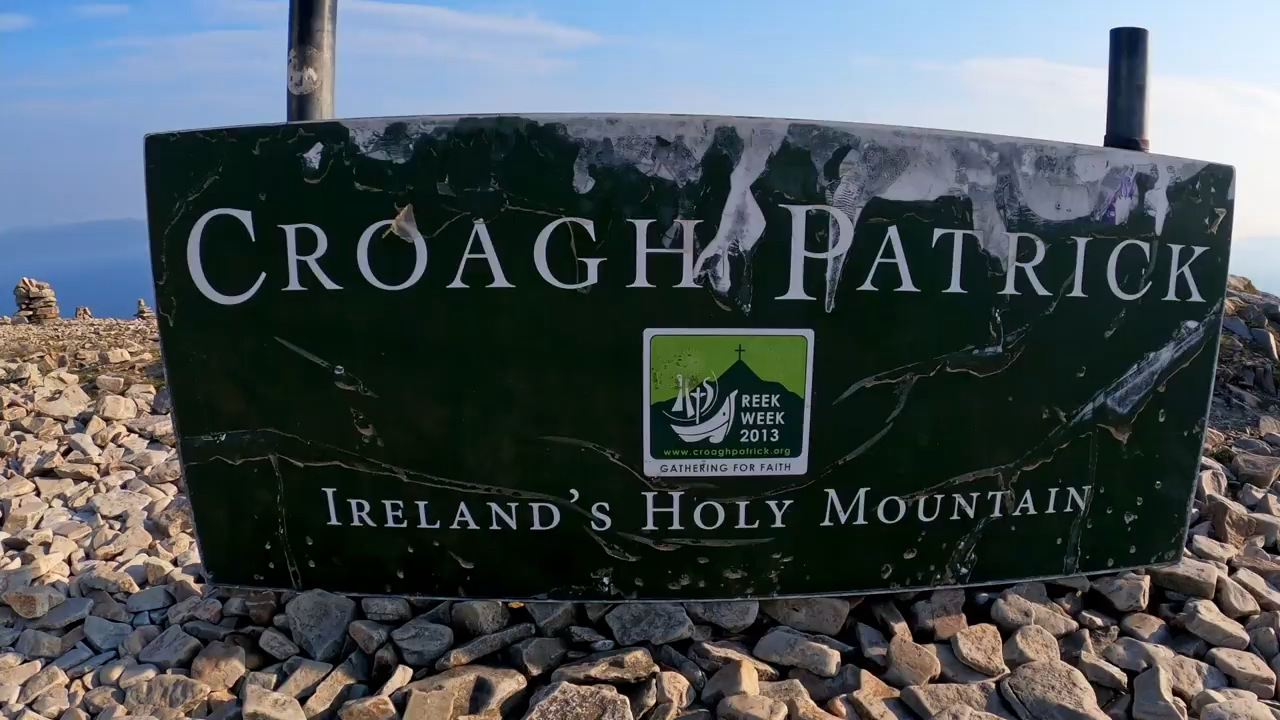 CROAGH PATRICK
REEK
WEEK
2013
www.croaghpatrick.org
GATHERING FOR FAITH
IRELAND'S HOLY MOUNTAIN